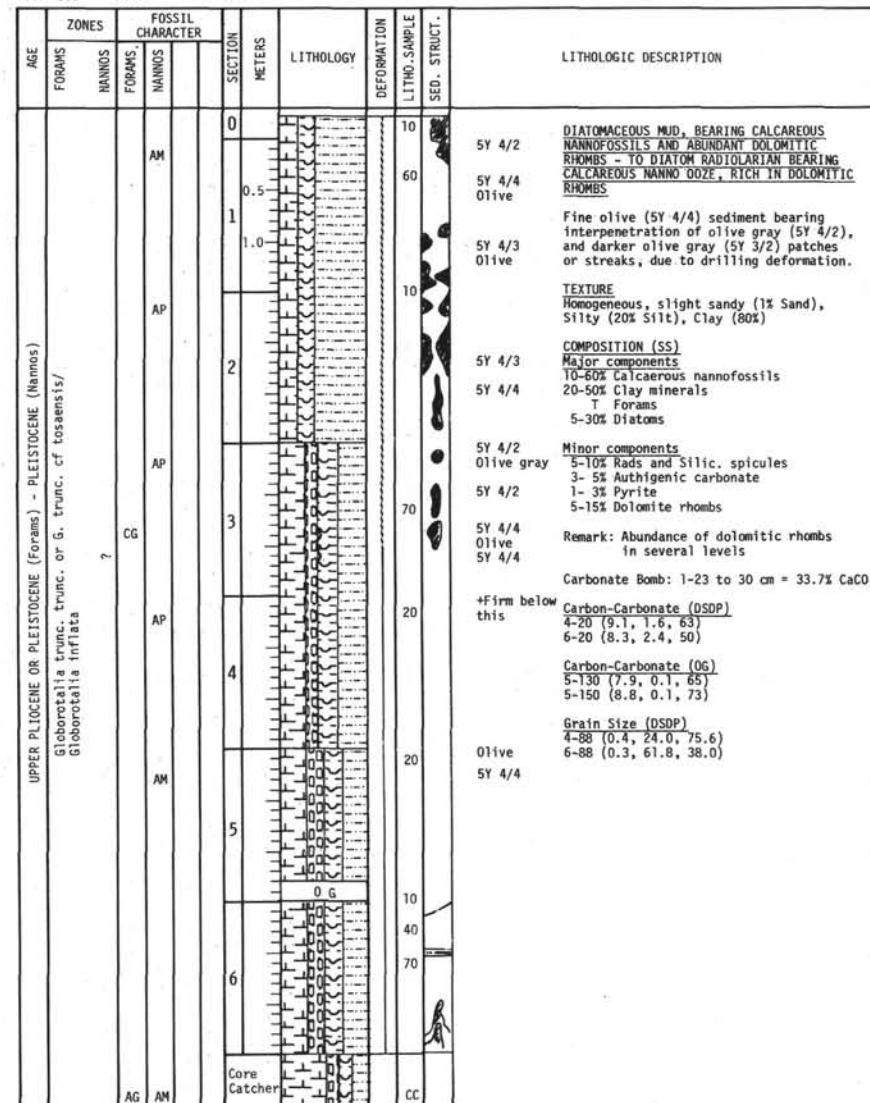 AGE
ZONES
FORAMS
NANNOS
FOSSIL CHARACTER
FORAMS.
NANNOS
SECTION
METERS
LITHOLOGY
DEFORMATION
LITHO.SAMPLE
SED. STRUCT.
LITHOLOGIC DESCRIPTION
UPPER PLIOCENE OR PLEISTOCENE (Forams) - PLEISTOCENE (Nannos)
Globorotalia trunc. trunc. or G. trunc. cf tosaensis/
Globorotalia inflata
?
CG
AG
AM
AP
AP
AP
AM
AM
0
1
2
3
4
5
6
Core
Catcher
0.5
1.0
O G
10
60
10
70
20
20
10
40
70
CC
5Y 4/2
5Y 4/4
Olive
5Y 4/3
Olive
5Y 4/3
5Y 4/4
5Y 4/2
Olive gray
5Y 4/2
5Y 4/4
Olive
5Y 4/4
+Firm below
this
Olive
5Y 4/4
DIATOMACEOUS MUD, BEARING CALCAREOUS
NANNOFOSSILS AND ABUNDANT DOLOMITIC
RHOMBS - TO DIATOM RADIOLARIAN BEARING
CALCAREOUS NANNO OOZE, RICH IN DOLOMITIC
RHOMBS
Fine olive (5Y 4/4) sediment bearing
interpenetration of olive gray (5Y 4/2),
and darker olive gray (5Y 3/2) patches
or streaks, due to drilling deformation.
TEXTURE
Homogeneous, slight sandy (1% Sand),
Silty (20% Silt), Clay (80%)
COMPOSITION (SS)
Major components
10-60% Calcaerous nannofossils
20-50% Clay minerals
T Forams
5-30% Diatoms
Minor components
5-10% Rads and Silic. spicules
3- 5% Authigenic carbonate
1- 3% Pyrite
5-15% Dolomite rhombs
Remark: Abundance of dolomitic rhombs
in several levels
Carbonate Bomb: 1-23 to 30 cm = 33.7% CaCO
Carbon-Carbonate (DSDP)
4-20 (9.1, 1.6, 63)
6-20 (8.3, 2.4, 50)
Carbon-Carbonate (OG)
5-130 (7.9, 0.1, 65)
5-150 (8.8, 0.1, 73)
Grain Size (DSDP)
4-88 (0.4, 24.0, 75.6)
6-88 (0.3, 61.8, 38.0)